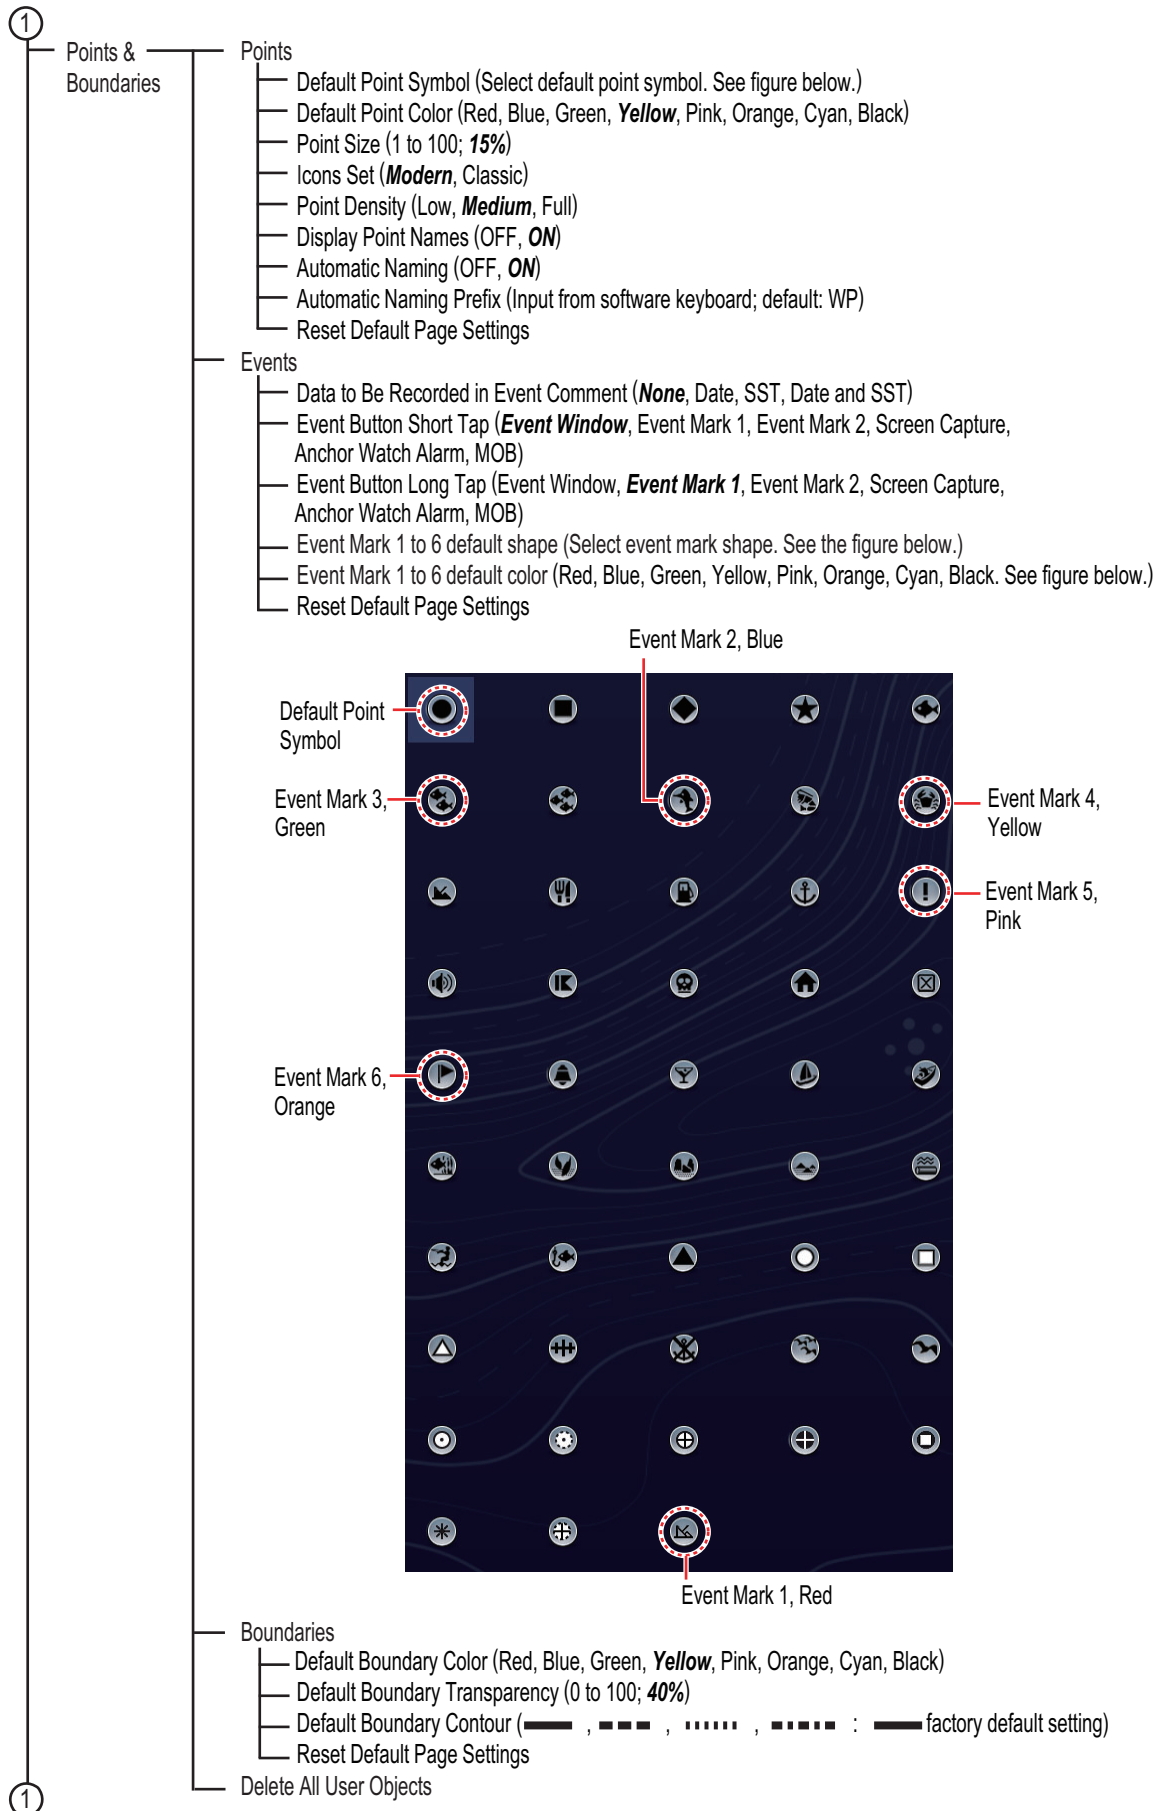 1
Points &
Boundaries
Points
Default Point Symbol (Select default point symbol. See figure below.)
Default Point Color (Red, Blue, Green, Yellow, Pink, Orange, Cyan, Black)
Point Size (1 to 100; 15%)
Icons Set (Modern, Classic)
Point Density (Low, Medium, Full)
Display Point Names (OFF, ON)
Automatic Naming (OFF, ON)
Automatic Naming Prefix (Input from software keyboard; default: WP)
Reset Default Page Settings
Events
Data to Be Recorded in Event Comment (None, Date, SST, Date and SST)
Event Button Short Tap (Event Window, Event Mark 1, Event Mark 2, Screen Capture,
Anchor Watch Alarm, MOB)
Event Button Long Tap (Event Window, Event Mark 1, Event Mark 2, Screen Capture,
Anchor Watch Alarm, MOB)
Event Mark 1 to 6 default shape (Select event mark shape. See the figure below.)
Event Mark 1 to 6 default color (Red, Blue, Green, Yellow, Pink, Orange, Cyan, Black. See figure below.)
Reset Default Page Settings
Event Mark 2, Blue
Default Point
Symbol
Event Mark 3,
Green
Event Mark 4,
Yellow
Event Mark 5,
Pink
Event Mark 6,
Orange
Event Mark 1, Red
Boundaries
Default Boundary Color (Red, Blue, Green, Yellow, Pink, Orange, Cyan, Black)
Default Boundary Transparency (0 to 100; 40%)
Default Boundary Contour ( , , , : factory default setting)
Reset Default Page Settings
Delete All User Objects
1